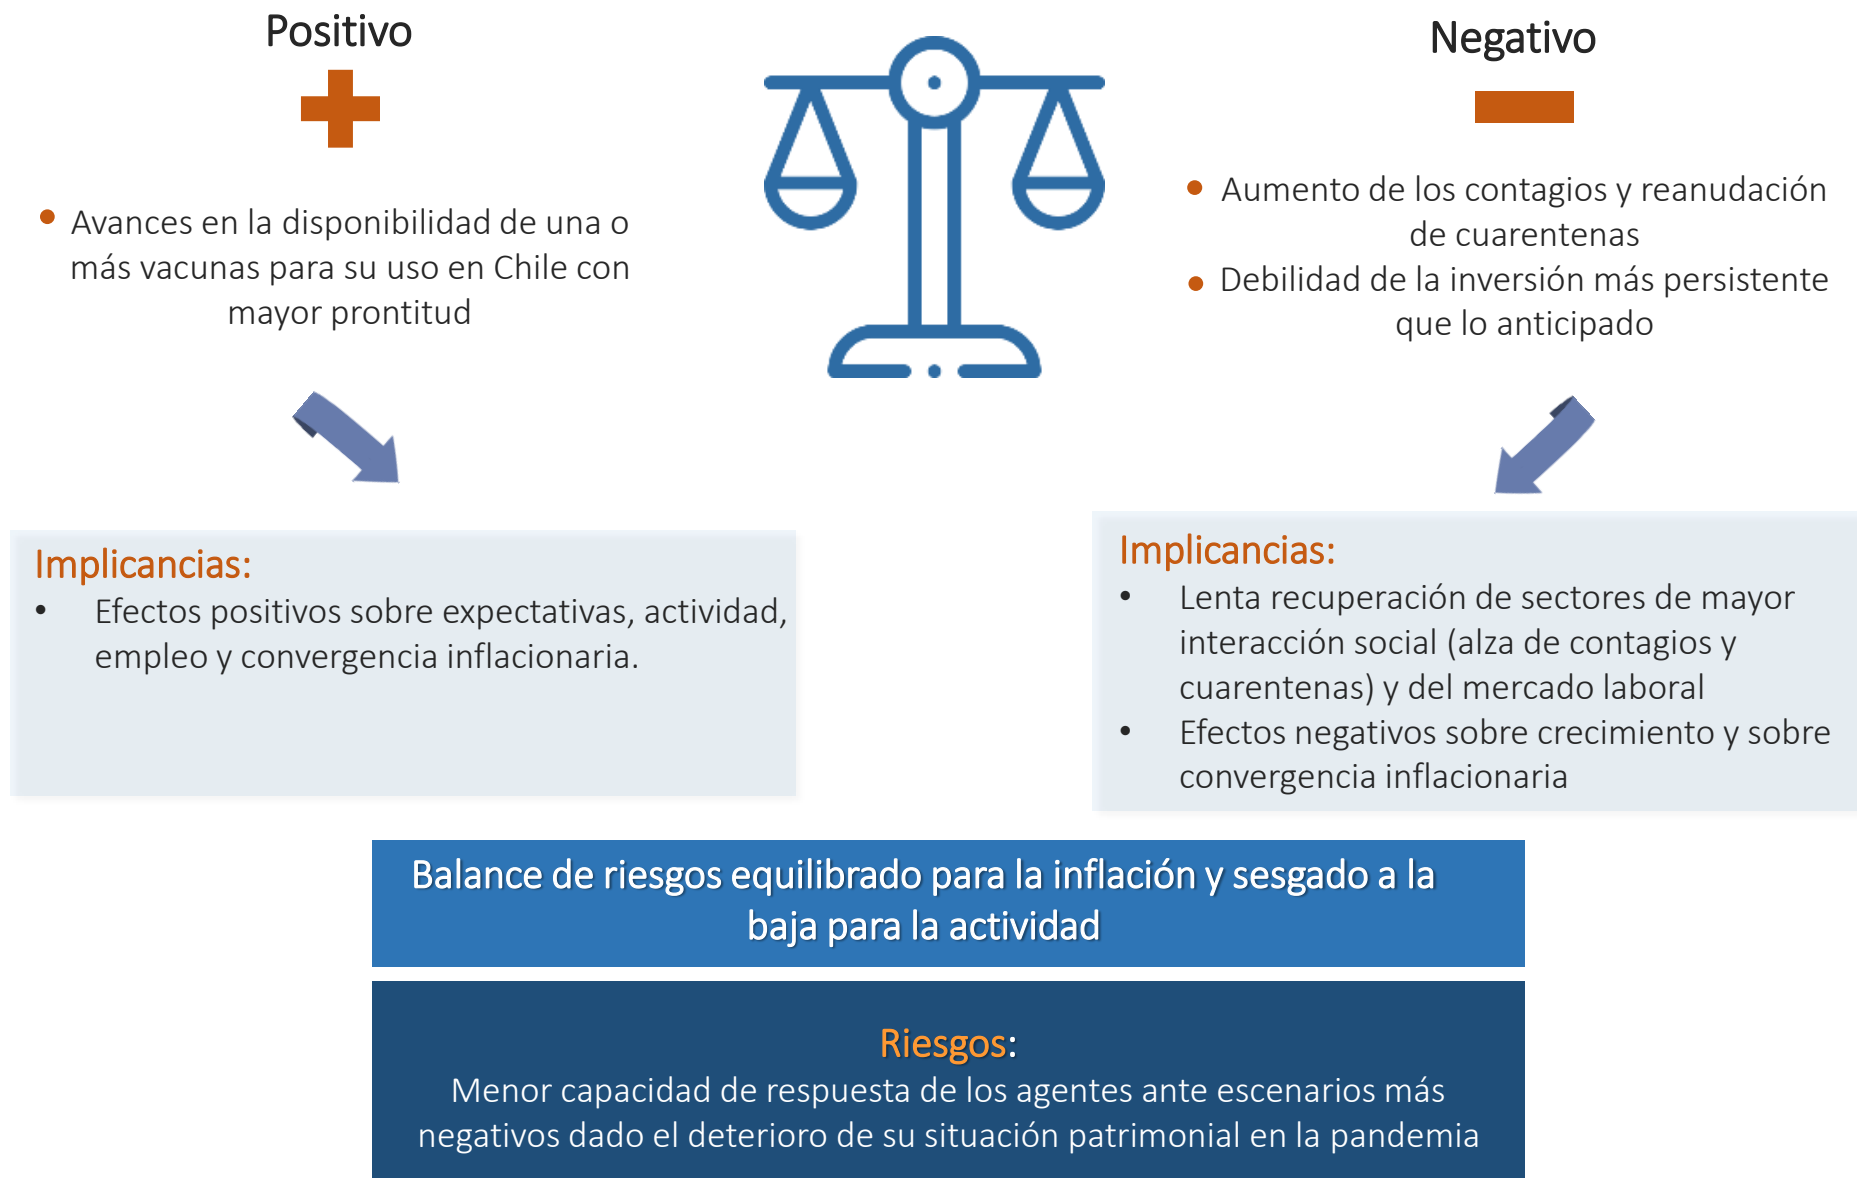 Positivo
• Avances en la disponibilidad de una o
más vacunas para su uso en Chile con
mayor prontitud
Implicancias:
• Efectos positivos sobre expectativas, actividad,
empleo y convergencia inflacionaria.
Negativo
• Aumento de los contagios y reanudación
de cuarentenas
• Debilidad de la inversión más persistente
que lo anticipado
Implicancias:
• Lenta recuperación de sectores de mayor
interacción social (alza de contagios y
cuarentenas) y del mercado laboral
• Efectos negativos sobre crecimiento y sobre
convergencia inflacionaria
Balance de riesgos equilibrado para la inflación y sesgado a la
baja para la actividad
Riesgos:
Menor capacidad de respuesta de los agentes ante escenarios más
negativos dado el deterioro de su situación patrimonial en la pandemia